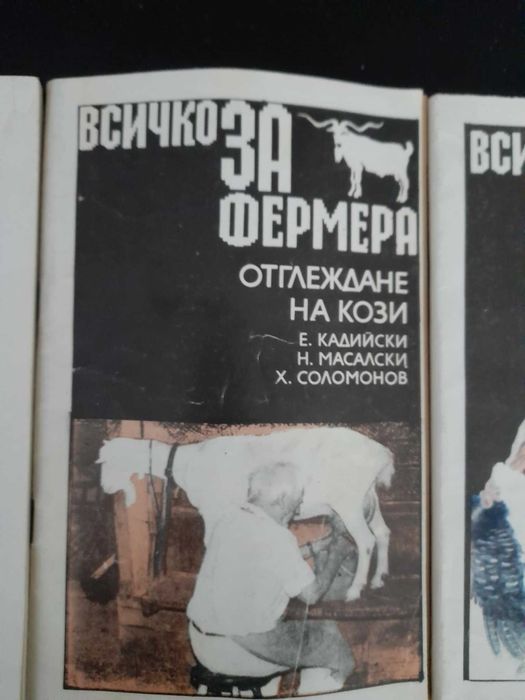 ВСИЧКО ЗА
ФЕРМЕРА
ОТГЛЕЖДАНЕ
НА КОЗИ
Е. КАДИЙСКИ
Н. МАСАЛСКИ
Х. СОЛОМОНОВ
ВСИ